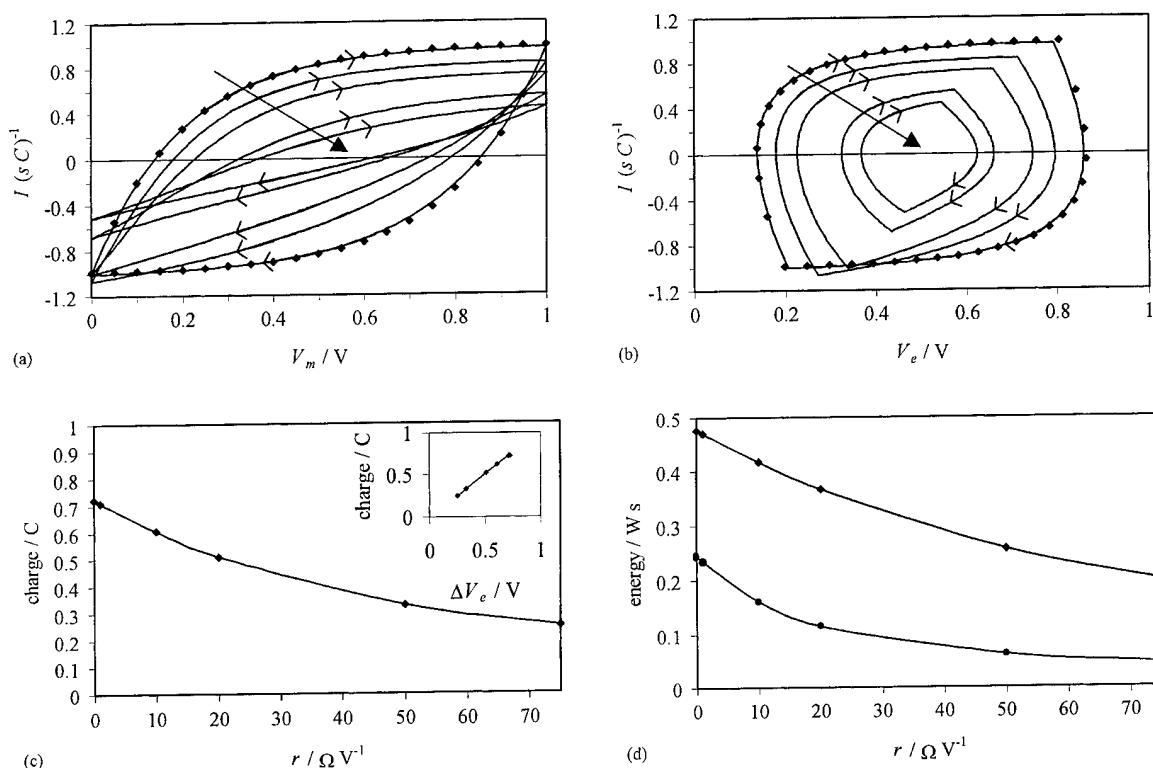 1.2
0.8
0.4
0
-0.4
-0.8
-1.2
I (s C)⁻¹
0 0.2 0.4 0.6 0.8 1
V_m / V
(a)
1.2
0.8
0.4
0
-0.4
-0.8
-1.2
I (s C)⁻¹
0 0.2 0.4 0.6 0.8 1
V_e / V
(b)
1
0.9
0.8
0.7
0.6
0.5
0.4
0.3
0.2
0.1
0
charge / C
0 10 20 30 40 50 60 70
r / Ω V⁻¹
1
0.5
0
charge / C
0 0.5 1
ΔV_e / V
(c)
0.5
0.4
0.3
0.2
0.1
0
energy / W s
0 10 20 30 40 50 60 70
r / Ω V⁻¹
(d)